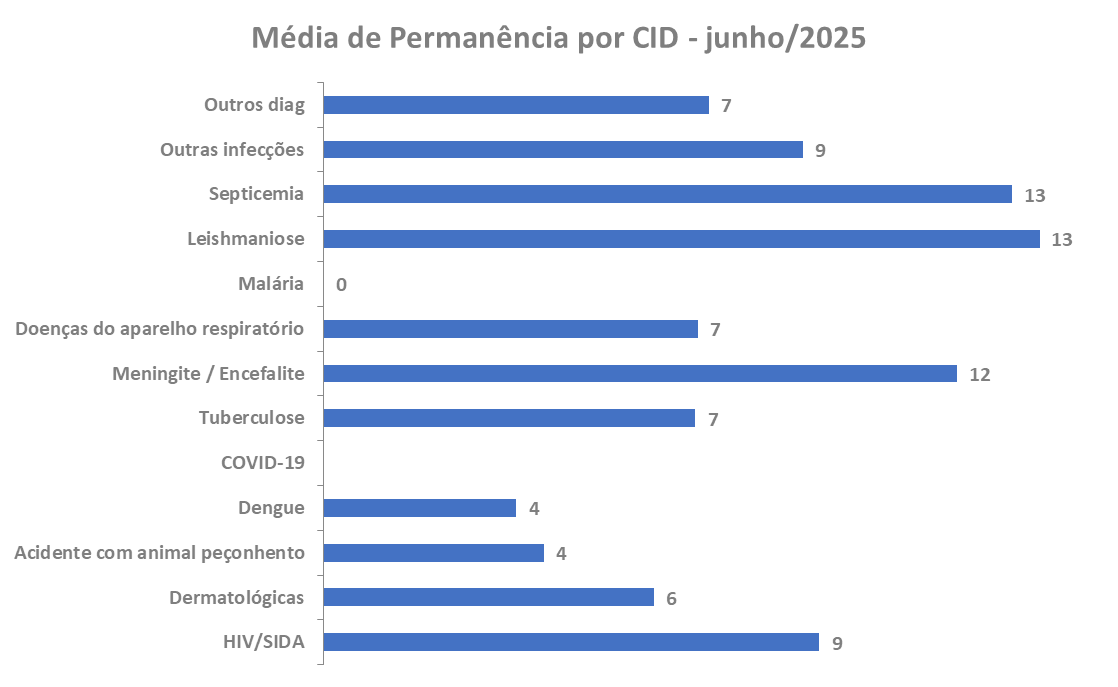 Média de Permanência por CID - junho/2025
Outros diag 7
Outras infecções 9
Septicemia 13
Leishmaniose 13
Malária 0
Doenças do aparelho respiratório 7
Meningite / Encefalite 12
Tuberculose 7
COVID-19
Dengue 4
Acidente com animal peçonhento 4
Dermatológicas 6
HIV/SIDA 9